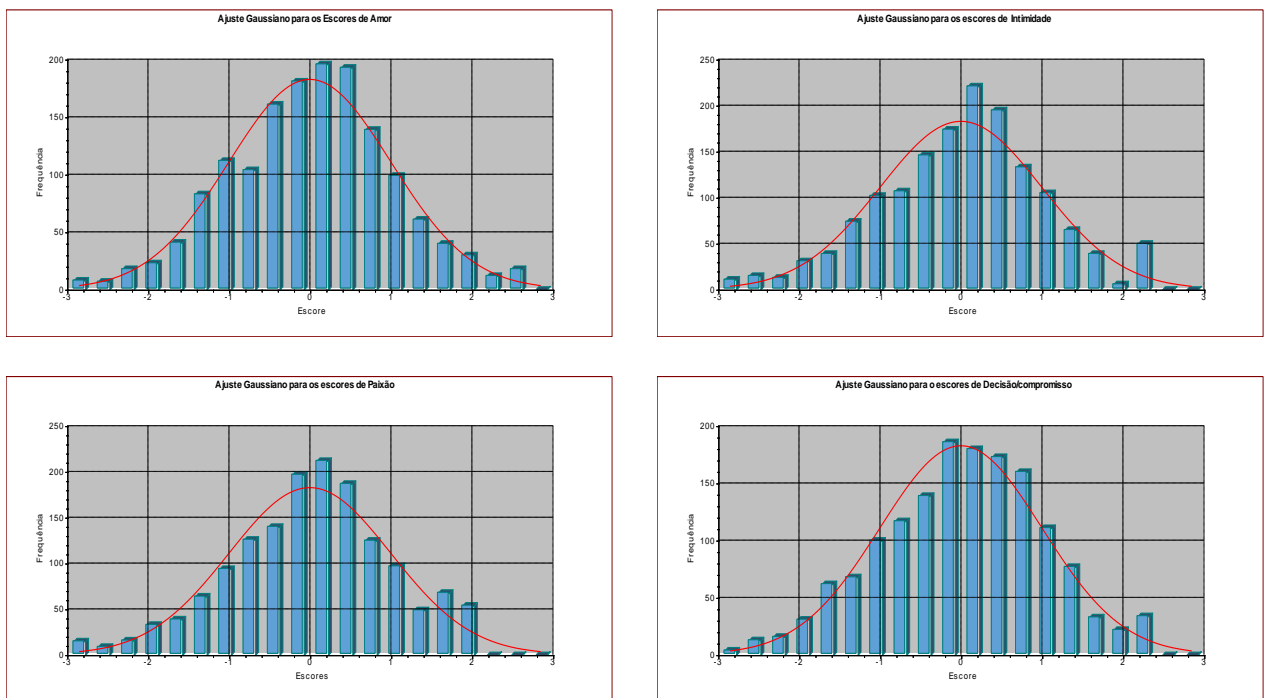 Ajuste Gaussiano para os Escores de Amor
200
150
100
50
0
-3 -2 -1 0 1 2 3
Frequência
Escore
Ajuste Gaussiano para os escores de Intimidade
250
200
150
100
50
0
-3 -2 -1 0 1 2 3
Frequência
Escore
Ajuste Gaussiano para os escores de Paixão
250
200
150
100
50
0
-3 -2 -1 0 1 2 3
Frequência
Escores
Ajuste Gaussiano para o escores de Decisão/compromisso
200
150
100
50
0
-3 -2 -1 0 1 2 3
Frequência
Escore